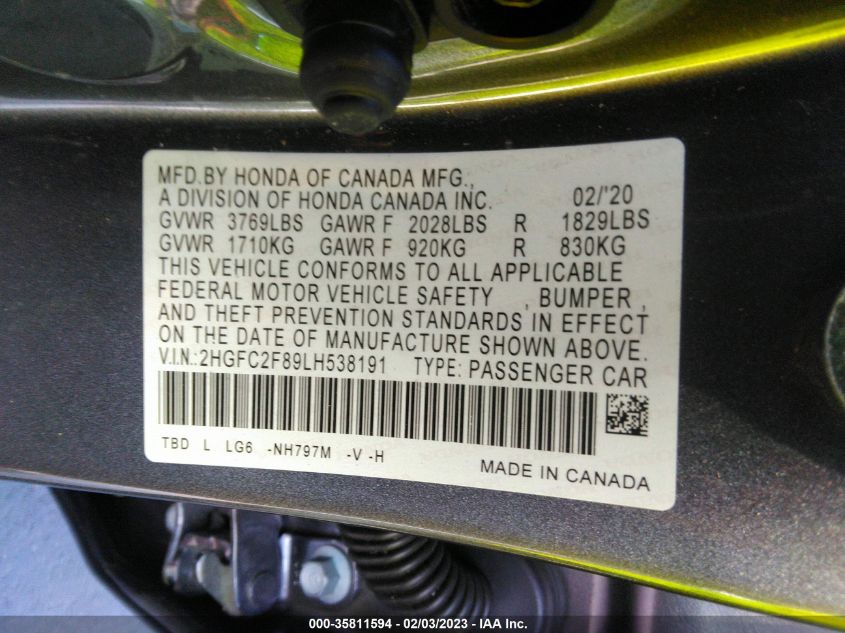 MFD.BY HONDA OF CANADA MFG.,
A DIVISION OF HONDA CANADA INC. 02/'20
GVWR 3769LBS GAWR F 2028LBS R 1829LBS
GVWR 1710KG GAWR F 920KG R 830KG
THIS VEHICLE CONFORMS TO ALL APPLICABLE
FEDERAL MOTOR VEHICLE SAFETY , BUMPER ,
AND THEFT PREVENTION STANDARDS IN EFFECT
ON THE DATE OF MANUFACTURE SHOWN ABOVE.
V.I.N.:2HGFC2F89LH538191 TYPE: PASSENGER CAR
TBD L LG6 -NH797M -V -H
MADE IN CANADA
000-35811594 - 02/03/2023 - IAA Inc.